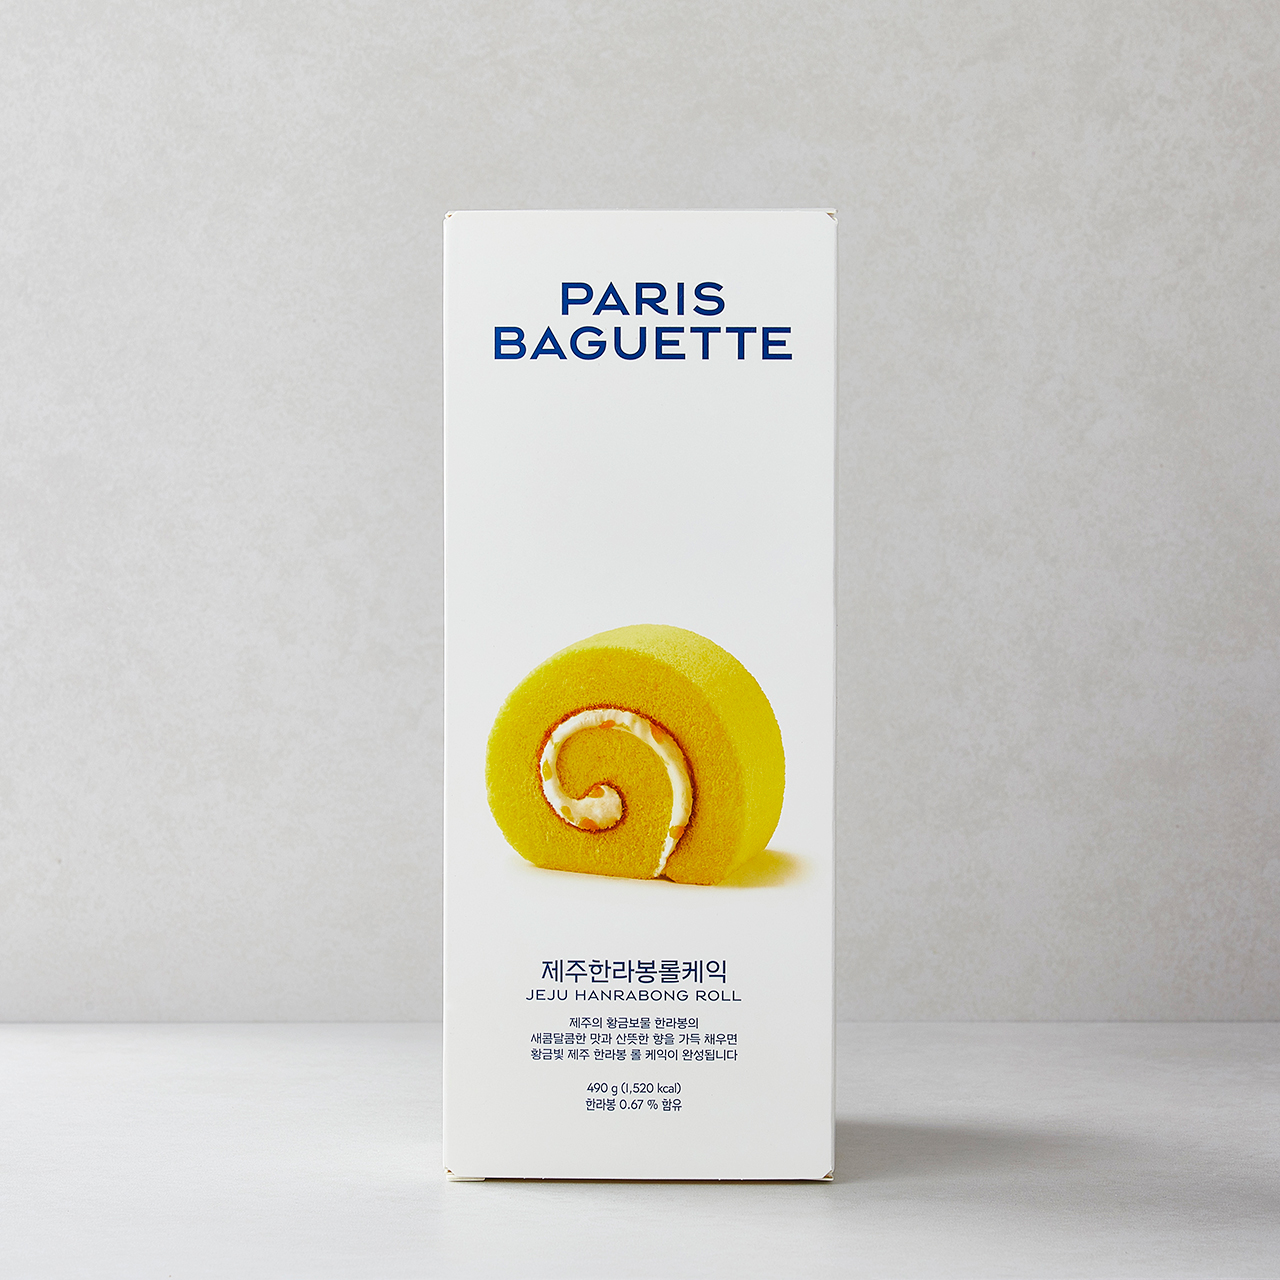 PARIS
BAGUETTE
제주한라봉롤케익
JEJU HANRABONG ROLL
제주의 황금보물 한라봉의
새콤달콤한 맛과 산뜻한 향을 가득 채우면
황금빛 제주 한라봉 롤 케익이 완성됩니다
490 g (1,520 kcal)
한라봉 0.67 % 함유